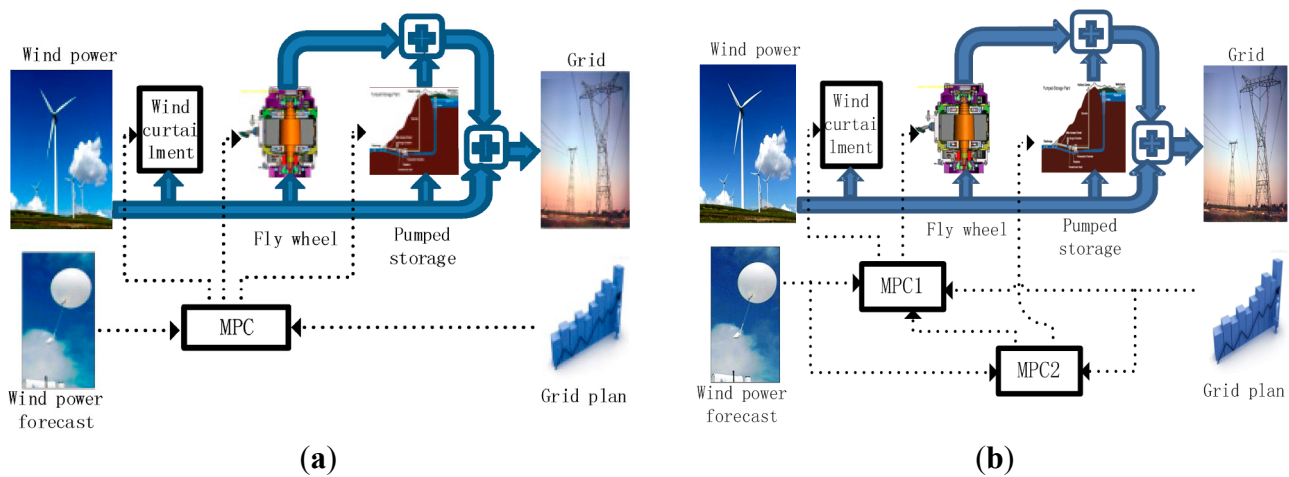 Wind power
Wind
curtai
lment
Grid
Fly wheel
Pumped
storage
MPC
Wind power
forecast
Grid plan
(a)
Wind power
Wind
curtai
lment
Grid
Fly wheel
Pumped
storage
MPC1
MPC2
Wind power
forecast
Grid plan
(b)